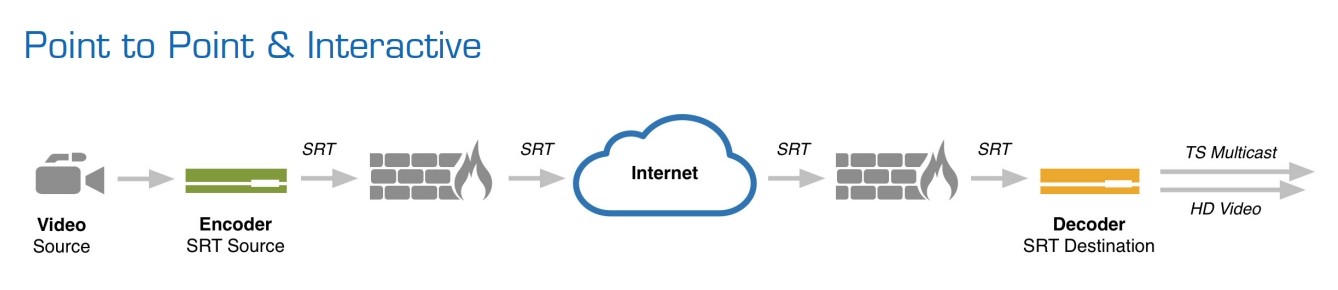 Point to Point & Interactive
SRT
SRT
SRT
SRT
TS Multicast
Internet
HD Video
Video
Source
Encoder
SRT Source
Decoder
SRT Destination